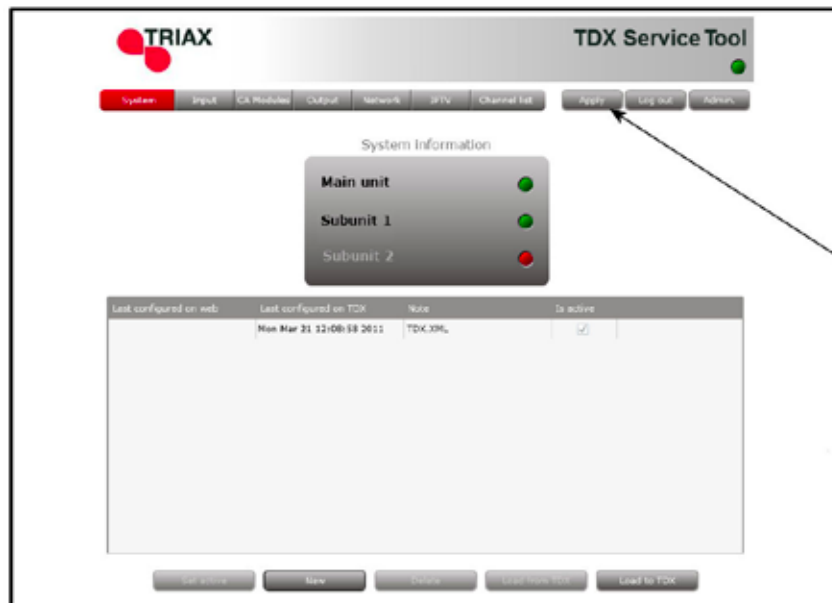 TRIAX
TDX Service Tool
System Input CA Modules Output Network IPTV Channel list Apply Log out Admin.
System Information
Main unit
Subunit 1
Subunit 2
Last configured on web Last configured on TDX Note Is active
Mon Mar 21 12:08:58 2011 TDX.XML
Set active New Delete Load from TDX Load to TDX